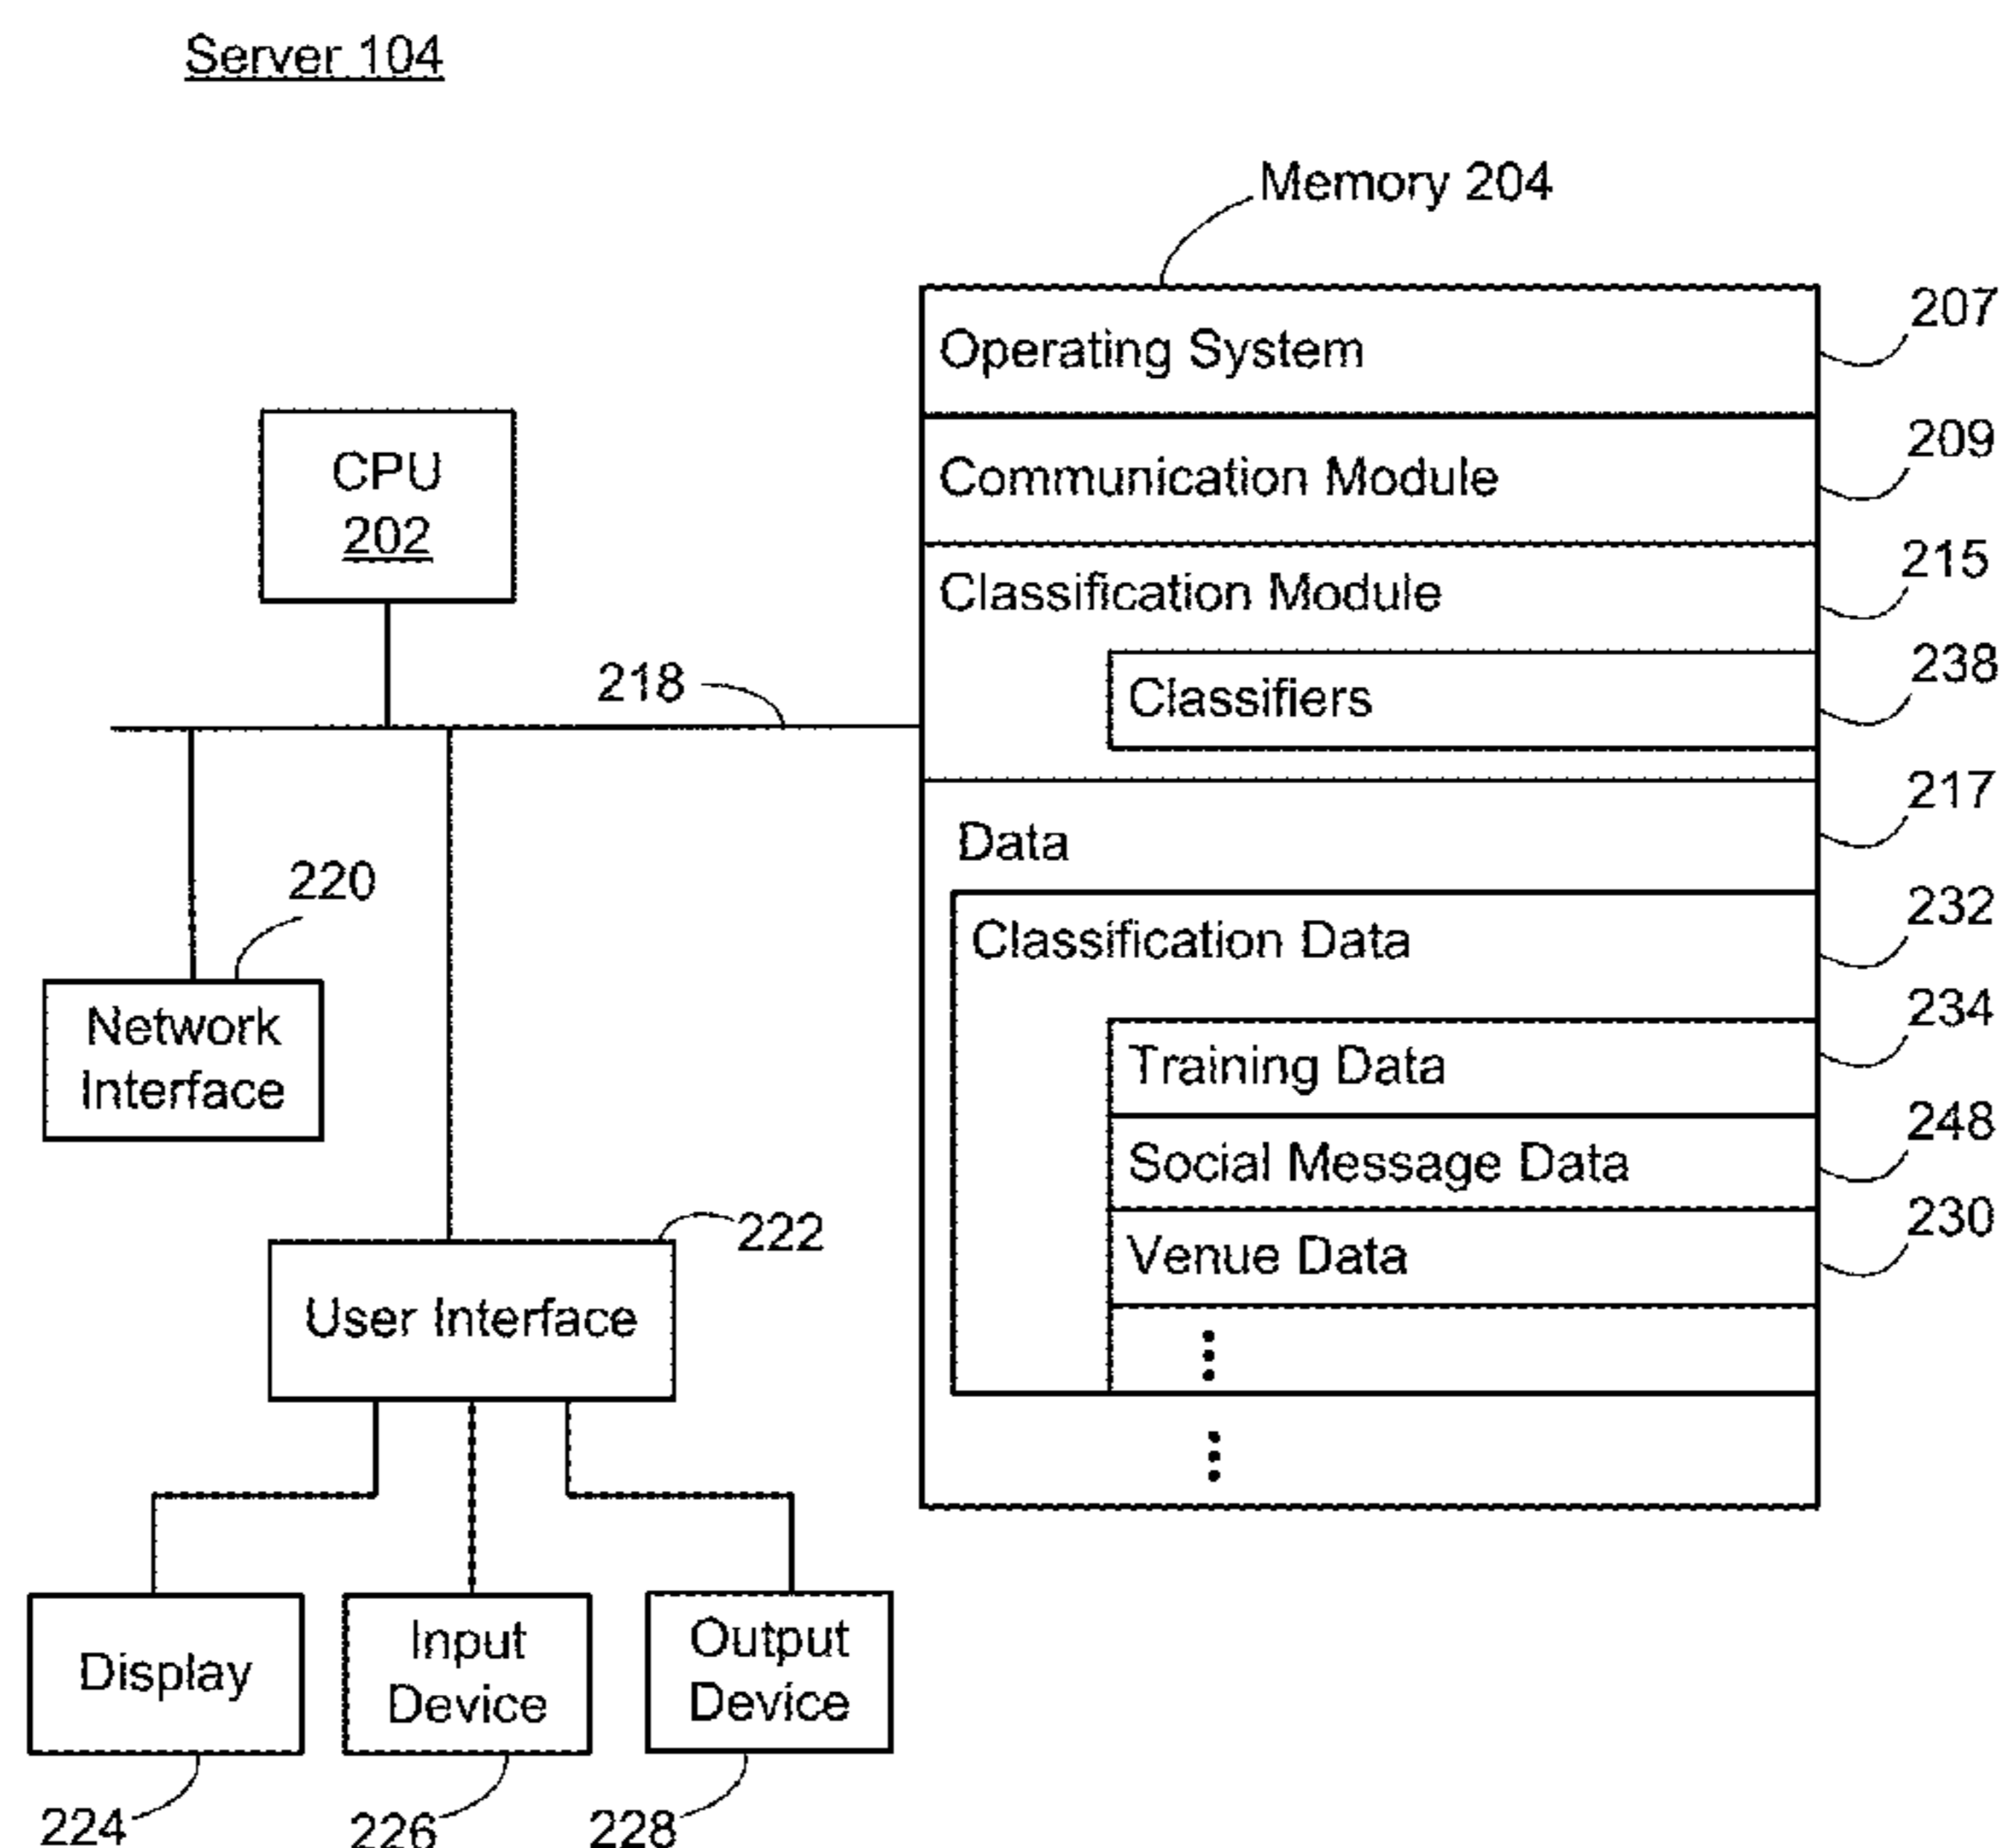 Server 104
Memory 204
Operating System
207
Communication Module
209
Classification Module
215
Classifiers
238
CPU
202
218
Data
217
Classification Data
232
Training Data
234
Social Message Data
248
Venue Data
230
220
Network
Interface
222
User Interface
Display
Input
Device
Output
Device
224
226
228